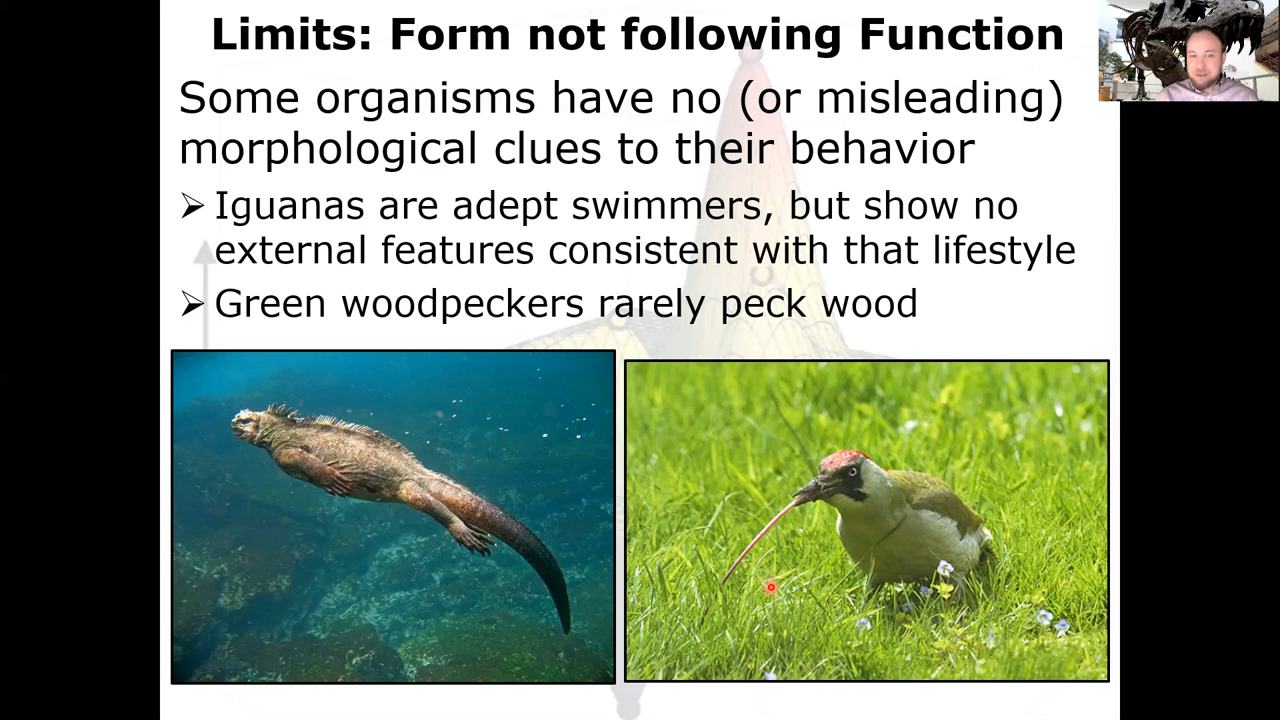 Limits: Form not following Function
Some organisms have no (or misleading)
morphological clues to their behavior
➢ Iguanas are adept swimmers, but show no
external features consistent with that lifestyle
➢ Green woodpeckers rarely peck wood